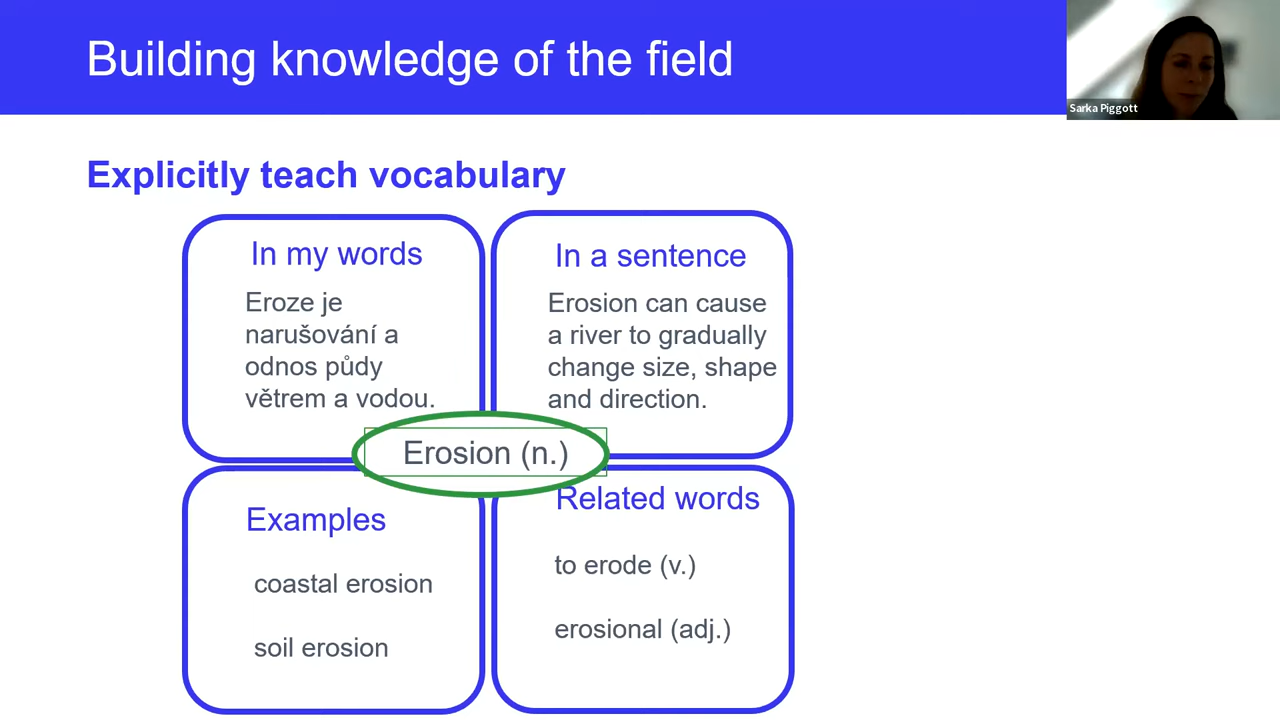 Building knowledge of the field
Sarka Piggott
Explicitly teach vocabulary
In my words
Eroze je
narušování a
odnos půdy
větrem a vodou.
In a sentence
Erosion can cause
a river to gradually
change size, shape
and direction.
Erosion (n.)
Examples
coastal erosion
soil erosion
Related words
to erode (v.)
erosional (adj.)